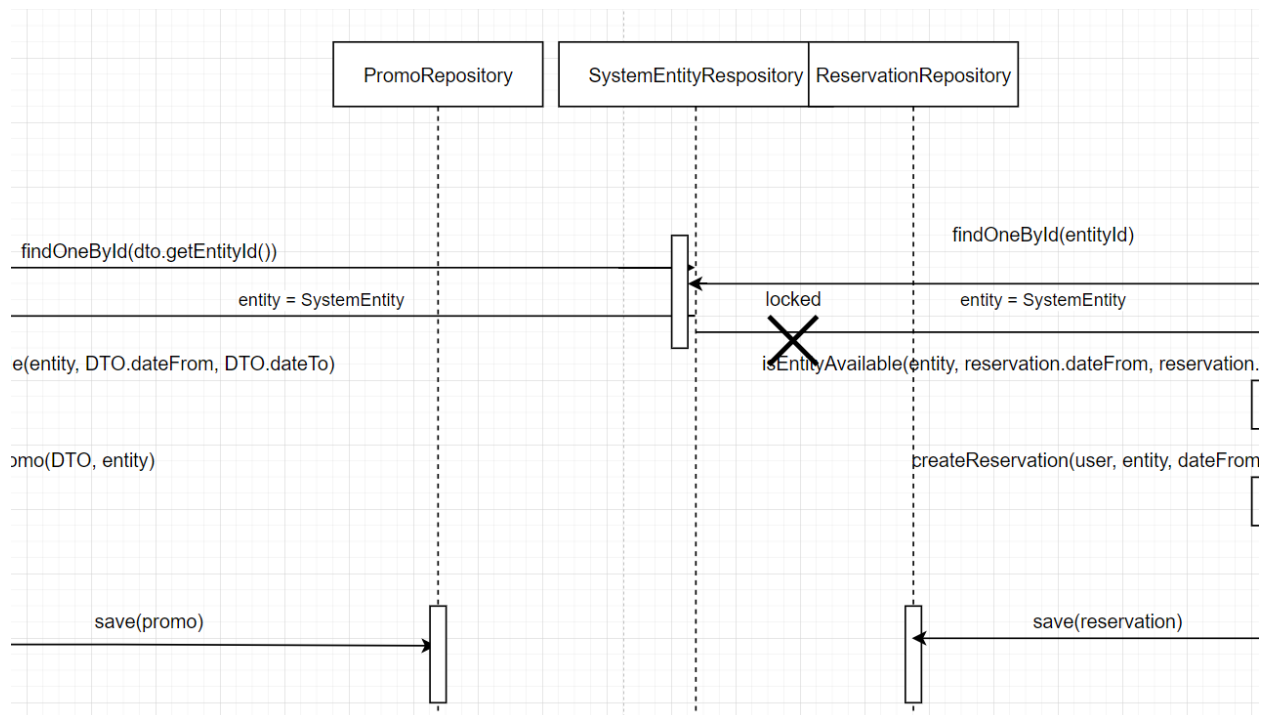 PromoRepository
SystemEntityRespository
ReservationRepository
findOneById(entityId)
findOneById(dto.getEntityId())
entity = SystemEntity
locked
entity = SystemEntity
e(entity, DTO.dateFrom, DTO.dateTo)
isEntityAvailable(entity, reservation.dateFrom, reservation.
omo(DTO, entity)
createReservation(user, entity, dateFrom
save(promo)
save(reservation)